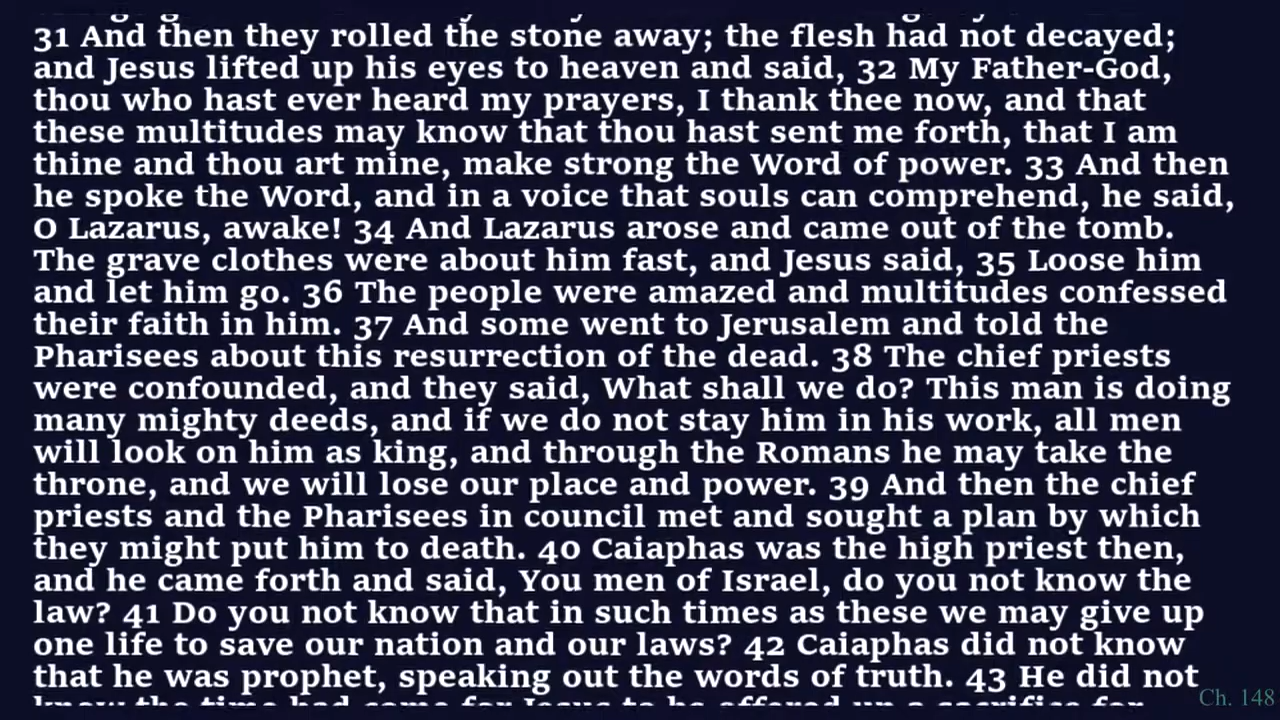 31 And then they rolled the stone away; the flesh had not decayed;
and Jesus lifted up his eyes to heaven and said, 32 My Father-God,
thou who hast ever heard my prayers, I thank thee now, and that
these multitudes may know that thou hast sent me forth, that I am
thine and thou art mine, make strong the Word of power. 33 And then
he spoke the Word, and in a voice that souls can comprehend, he said,
O Lazarus, awake! 34 And Lazarus arose and came out of the tomb.
The grave clothes were about him fast, and Jesus said, 35 Loose him
and let him go. 36 The people were amazed and multitudes confessed
their faith in him. 37 And some went to Jerusalem and told the
Pharisees about this resurrection of the dead. 38 The chief priests
were confounded, and they said, What shall we do? This man is doing
many mighty deeds, and if we do not stay him in his work, all men
will look on him as king, and through the Romans he may take the
throne, and we will lose our place and power. 39 And then the chief
priests and the Pharisees in council met and sought a plan by which
they might put him to death. 40 Caiaphas was the high priest then,
and he came forth and said, You men of Israel, do you not know the
law? 41 Do you not know that in such times as these we may give up
one life to save our nation and our laws? 42 Caiaphas did not know
that he was prophet, speaking out the words of truth. 43 He did not
know the time had come for Jesus to be offered up a sacrifice for
Ch. 148